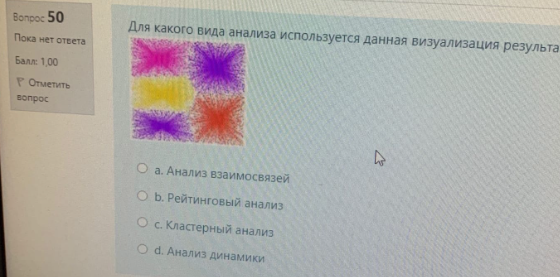 Вопрос 50
Пока нет ответа
Балл: 1,00
Отметить
вопрос
Для какого вида анализа используется данная визуализация
a. Анализ взаимосвязей
b. Рейтинговый анализ
c. Кластерный анализ
d. Анализ динамики